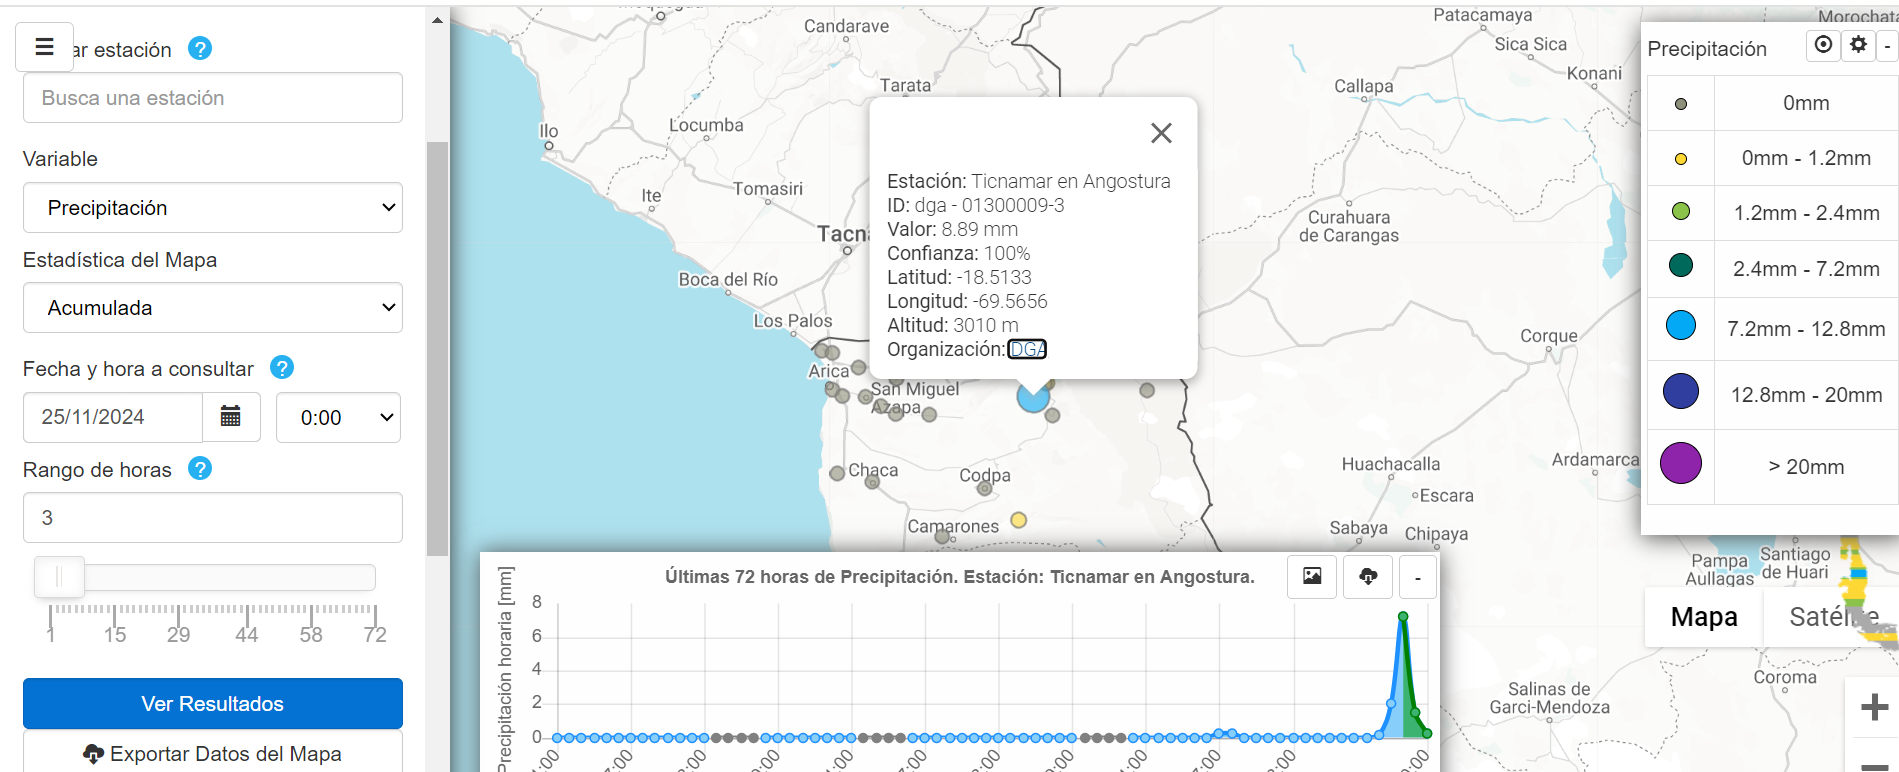 ar estación
Busca una estación
Variable
Precipitación
Estadística del Mapa
Acumulada
Fecha y hora a consultar
25/11/2024
0:00
Rango de horas
3
1 15 29 44 58 72
Ver Resultados
Exportar Datos del Mapa
Candarave
Tarata
Locumba
Ilo
Ite
Tomasiri
Boca del Río
Los Palos
Arica
San Miguel
Azapa
Chaca
Codpa
Camarones
Patacamaya
Sica Sica
Konani
Callapa
Curahuara
de Carangas
Corque
Huachacalla
Ardamarca
Escara
Sabaya
Chipaya
Pampa
Aullagas
Santiago
de Huari
Salinas de
Garci-Mendoza
Coroma
Estación: Ticnamar en Angostura
ID: dga - 01300009-3
Valor: 8.89 mm
Confianza: 100%
Latitud: -18.5133
Longitud: -69.5656
Altitud: 3010 m
Organización: DGA
Precipitación
-
0mm
0mm - 1.2mm
1.2mm - 2.4mm
2.4mm - 7.2mm
7.2mm - 12.8mm
12.8mm - 20mm
> 20mm
Mapa
+
Últimas 72 horas de Precipitación. Estación: Ticnamar en Angostura.
-
Precipitación horaria [mm]
8
6
4
2
0